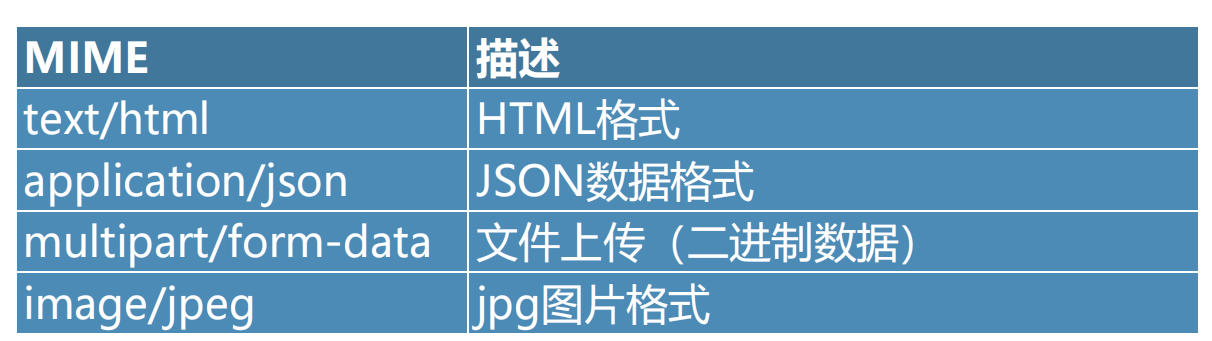 MIME 描述
text/html HTML格式
application/json JSON数据格式
multipart/form-data 文件上传（二进制数据）
image/jpeg jpg图片格式